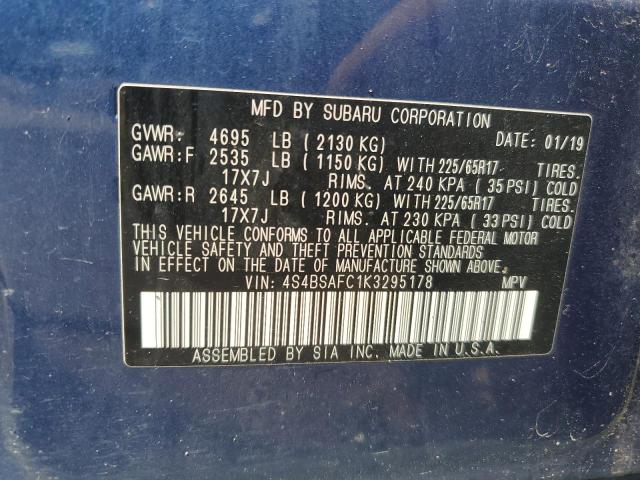 MFD BY SUBARU CORPORATION
GVWR: 4695 LB ( 2130 KG) DATE: 01/19
GAWR:F 2535 LB ( 1150 KG) WITH 225/65R17 TIRES.
17X7J RIMS. AT 240 KPA ( 35 PSI) COLD
GAWR:R 2645 LB ( 1200 KG) WITH 225/65R17 TIRES.
17X7J RIMS. AT 230 KPA ( 33 PSI) COLD
THIS VEHICLE CONFORMS TO ALL APPLICABLE FEDERAL MOTOR
VEHICLE SAFETY AND THEFT PREVENTION STANDARDS
IN EFFECT ON THE DATE OF MANUFACTURE SHOWN ABOVE.
VIN: 4S4BSAFC1K3295178 MPV
ASSEMBLED BY SIA INC. MADE IN U.S.A.